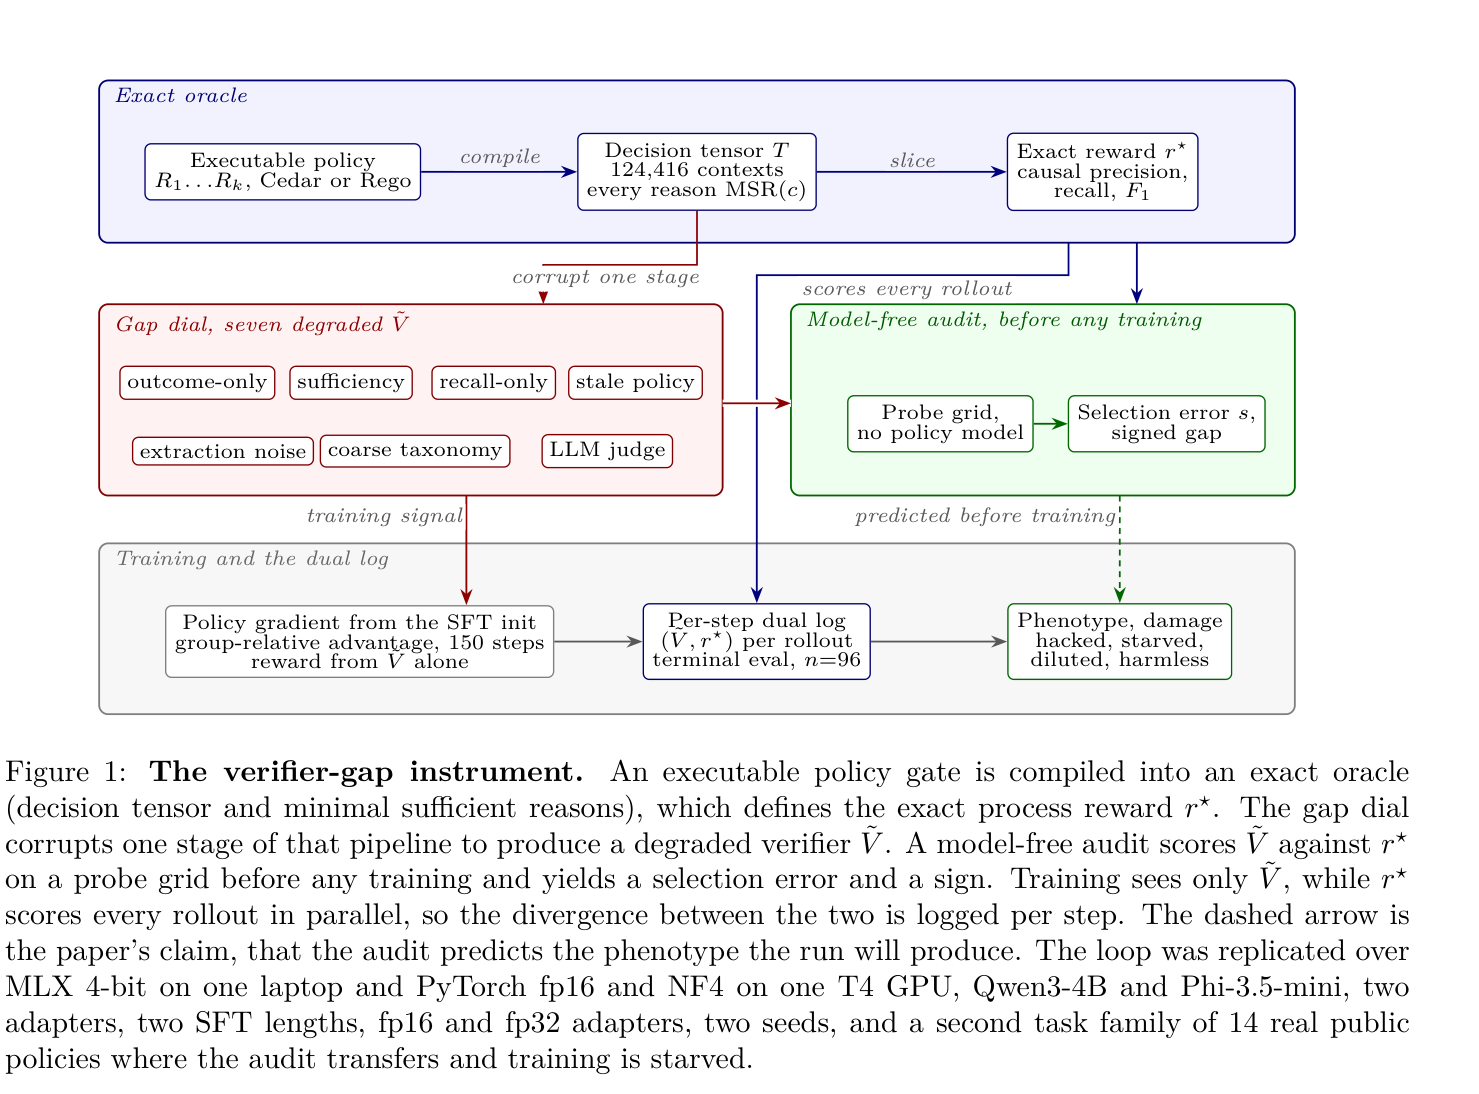 Exact oracle
Executable policy
R₁…Rₖ, Cedar or Rego
compile
Decision tensor T
124,416 contexts
every reason MSR(c)
slice
Exact reward r⋆
causal precision,
recall, F₁
corrupt one stage
scores every rollout
Gap dial, seven degraded Ṽ
outcome-only
sufficiency
recall-only
stale policy
extraction noise
coarse taxonomy
LLM judge
Model-free audit, before any training
Probe grid,
no policy model
Selection error s,
signed gap
training signal
predicted before training
Training and the dual log
Policy gradient from the SFT init
group-relative advantage, 150 steps
reward from Ṽ alone
Per-step dual log
(Ṽ, r⋆) per rollout
terminal eval, n=96
Phenotype, damage
hacked, starved,
diluted, harmless
Figure 1: The verifier-gap instrument. An executable policy gate is compiled into an exact oracle
(decision tensor and minimal sufficient reasons), which defines the exact process reward r⋆. The gap dial
corrupts one stage of that pipeline to produce a degraded verifier Ṽ. A model-free audit scores Ṽ against r⋆
on a probe grid before any training and yields a selection error and a sign. Training sees only Ṽ, while r⋆
scores every rollout in parallel, so the divergence between the two is logged per step. The dashed arrow is
the paper's claim, that the audit predicts the phenotype the run will produce. The loop was replicated over
MLX 4-bit on one laptop and PyTorch fp16 and NF4 on one T4 GPU, Qwen3-4B and Phi-3.5-mini, two
adapters, two SFT lengths, fp16 and fp32 adapters, two seeds, and a second task family of 14 real public
policies where the audit transfers and training is starved.